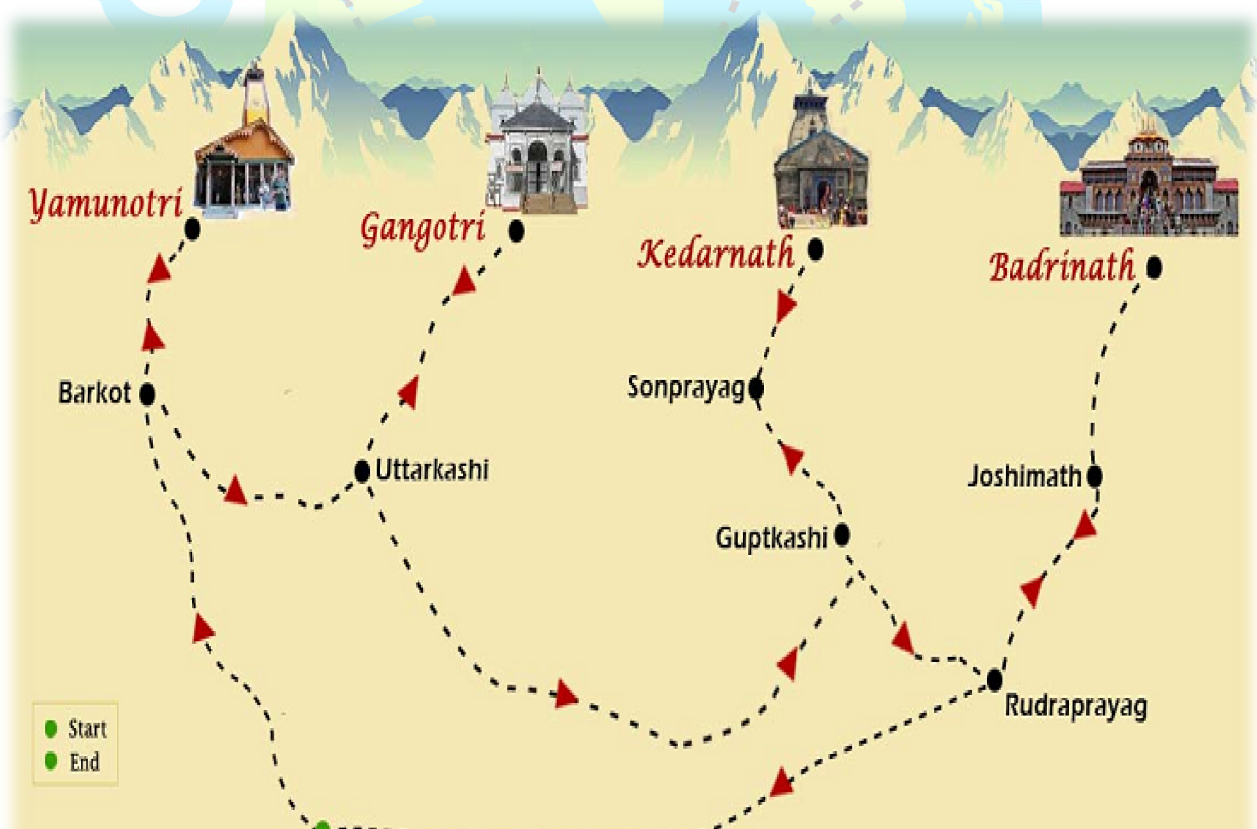 Yamunotri
Gangotri
Kedarnath
Badrinath
Barkot
Sonprayag
Uttarkashi
Joshimath
Guptkashi
Rudraprayag
Start
End